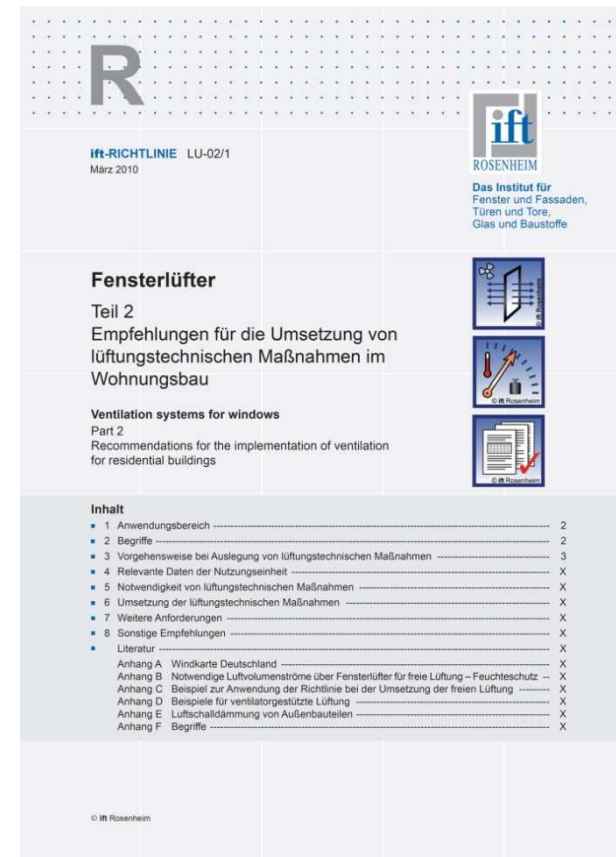 R
ift-RICHTLINIE LU-02/1
März 2010
ift
ROSENHEIM
Das Institut für
Fenster und Fassaden,
Türen und Tore,
Glas und Baustoffe
Fensterlüfter
Teil 2
Empfehlungen für die Umsetzung von
lüftungstechnischen Maßnahmen im
Wohnungsbau
Ventilation systems for windows
Part 2
Recommendations for the implementation of ventilation
for residential buildings
© ift Rosenheim
© ift Rosenheim
© ift Rosenheim
Inhalt
1 Anwendungsbereich 2
2 Begriffe 2
3 Vorgehensweise bei Auslegung von lüftungstechnischen Maßnahmen 3
4 Relevante Daten der Nutzungseinheit X
5 Notwendigkeit von lüftungstechnischen Maßnahmen X
6 Umsetzung der lüftungstechnischen Maßnahmen X
7 Weitere Anforderungen X
8 Sonstige Empfehlungen X
Literatur X
Anhang A Windkarte Deutschland X
Anhang B Notwendige Luftvolumenströme über Fensterlüfter für freie Lüftung – Feuchteschutz X
Anhang C Beispiel zur Anwendung der Richtlinie bei der Umsetzung der freien Lüftung X
Anhang D Beispiele für ventilatorgestützte Lüftung X
Anhang E Luftschalldämmung von Außenbauteilen X
Anhang F Begriffe X
© ift Rosenheim